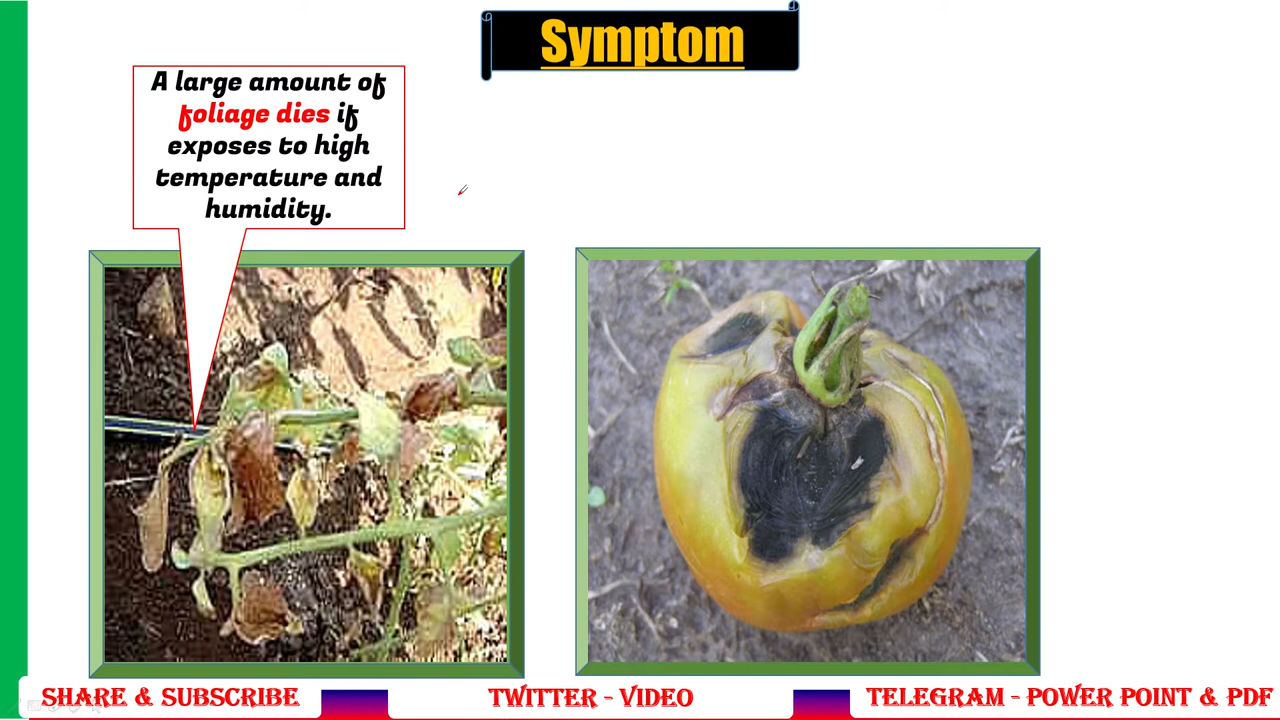 Symptom
A large amount of
foliage dies if
exposes to high
temperature and
humidity.
SHARE & SUBSCRIBE
TWITTER - VIDEO
TELEGRAM - POWER POINT & PDF